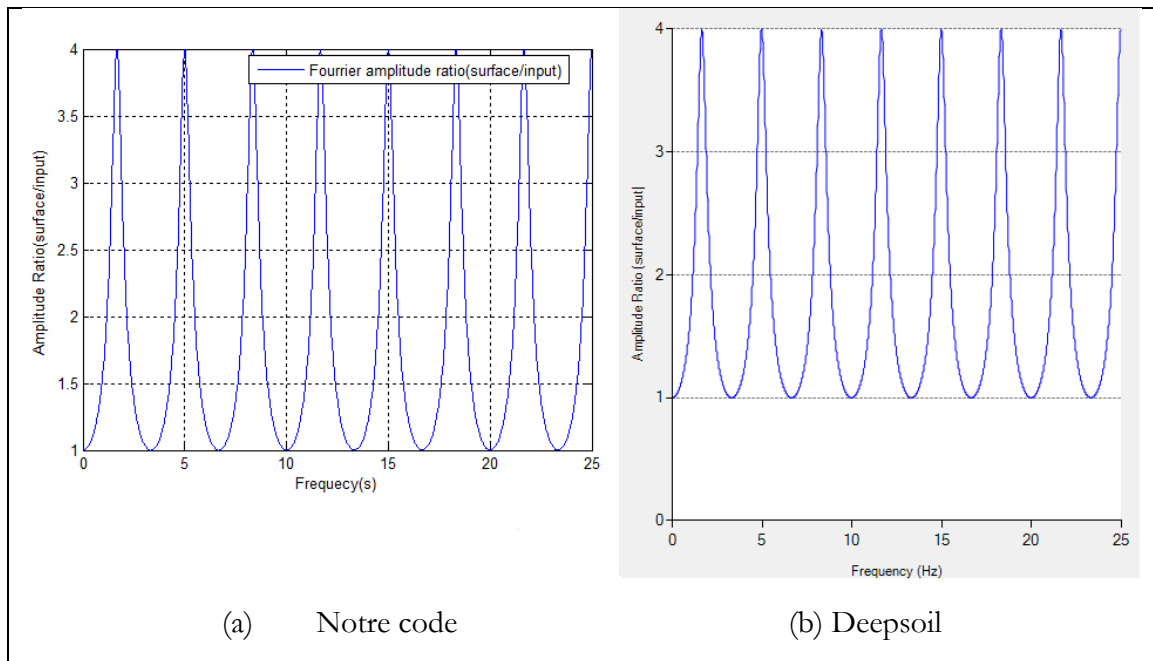 4
3.5
3
2.5
2
1.5
1
Amplitude Ratio(surface/input)
Fourrier amplitude ratio(surface/input)
0 5 10 15 20 25
Frequecy(s)
4
3
2
1
0
Amplitude Ratio (surface/input)
0 5 10 15 20 25
Frequency (Hz)
(a) Notre code
(b) Deepsoil